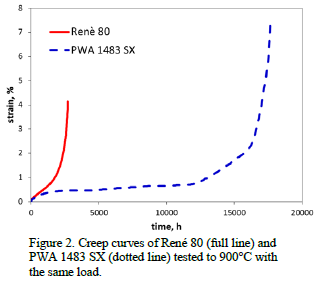 8
7
6
5
4
3
2
1
0
strain, %
Renè 80
PWA 1483 SX
0
5000
10000
15000
20000
time, h
Figure 2. Creep curves of René 80 (full line) and
PWA 1483 SX (dotted line) tested to 900°C with
the same load.